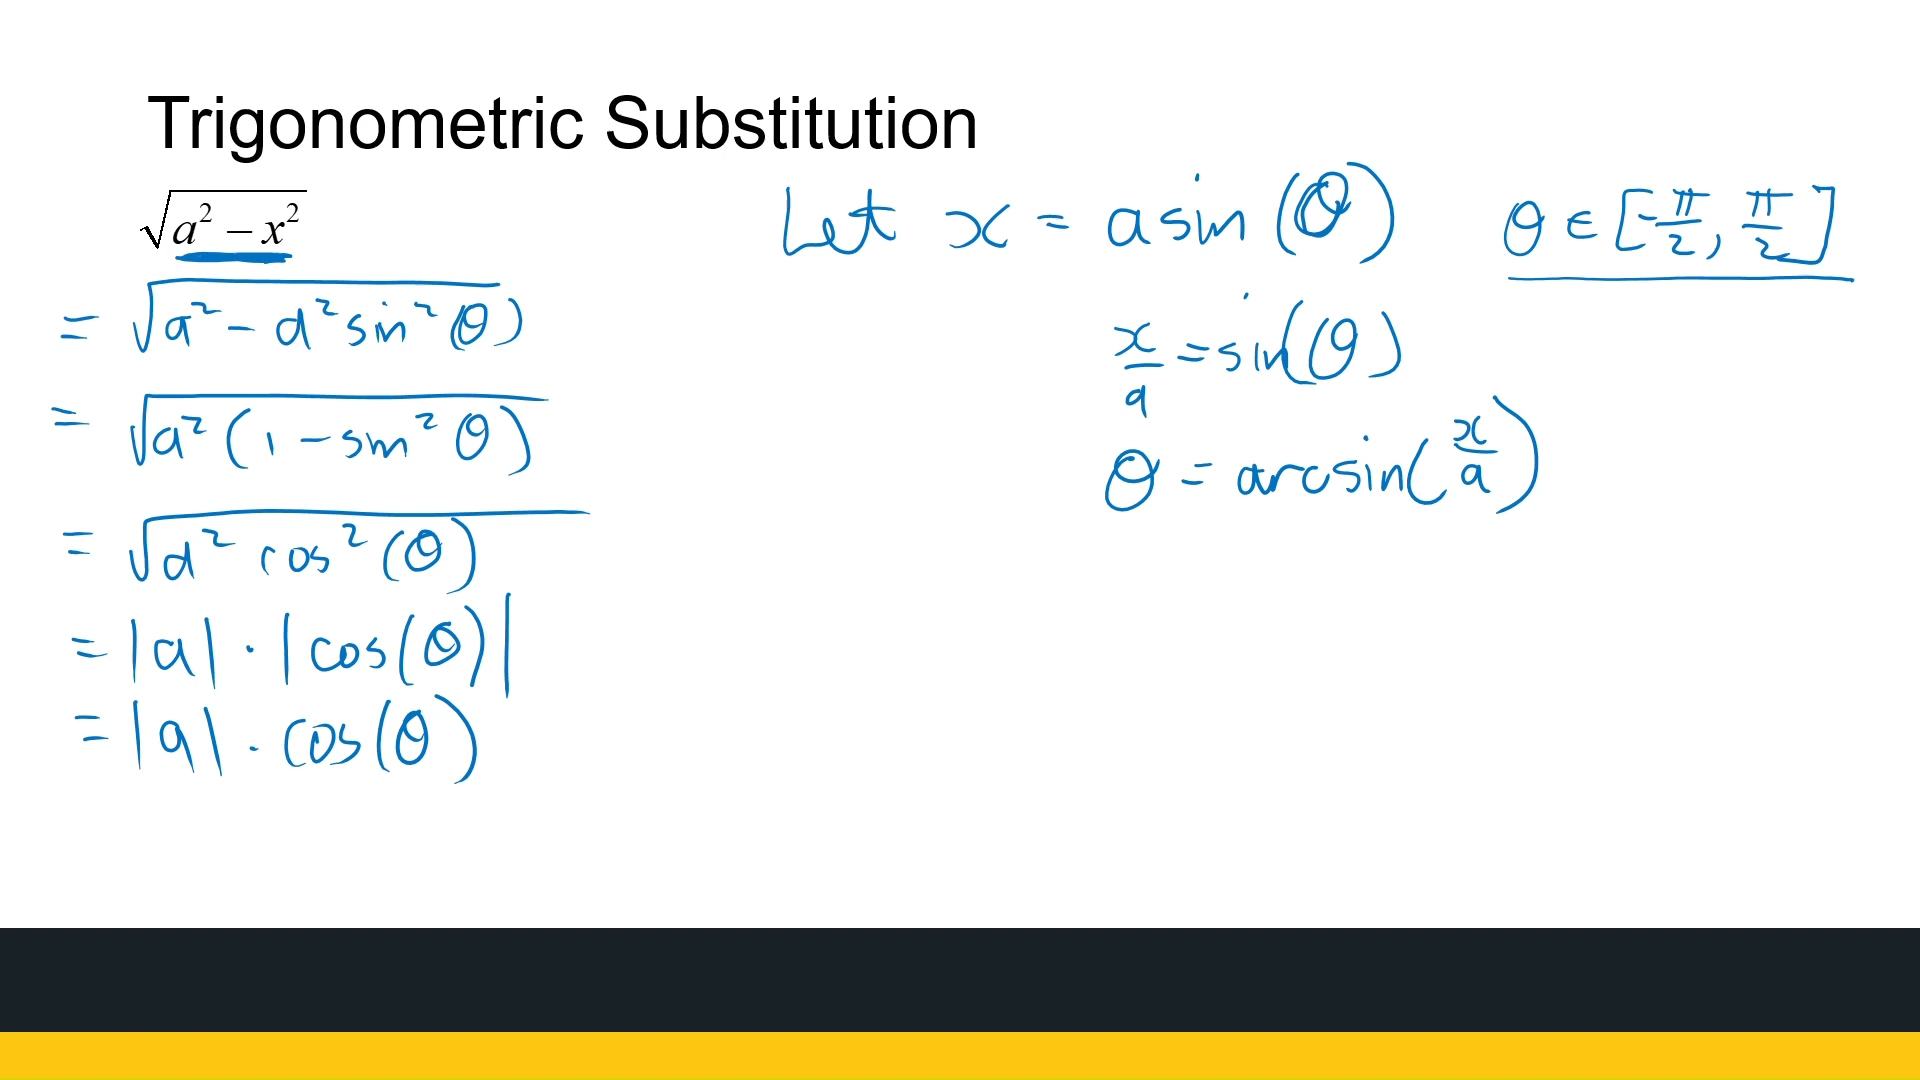 Trigonometric Substitution
√(a² − x²)
= √(a² − a² sin²(θ))
= √(a² (1 − sin² θ))
= √(a² cos²(θ))
= |a| · |cos(θ)|
= |a| · cos(θ)
Let x = a sin(θ) θ ∈ [-π/2, π/2]
x/a = sin(θ)
θ = arcsin(x/a)